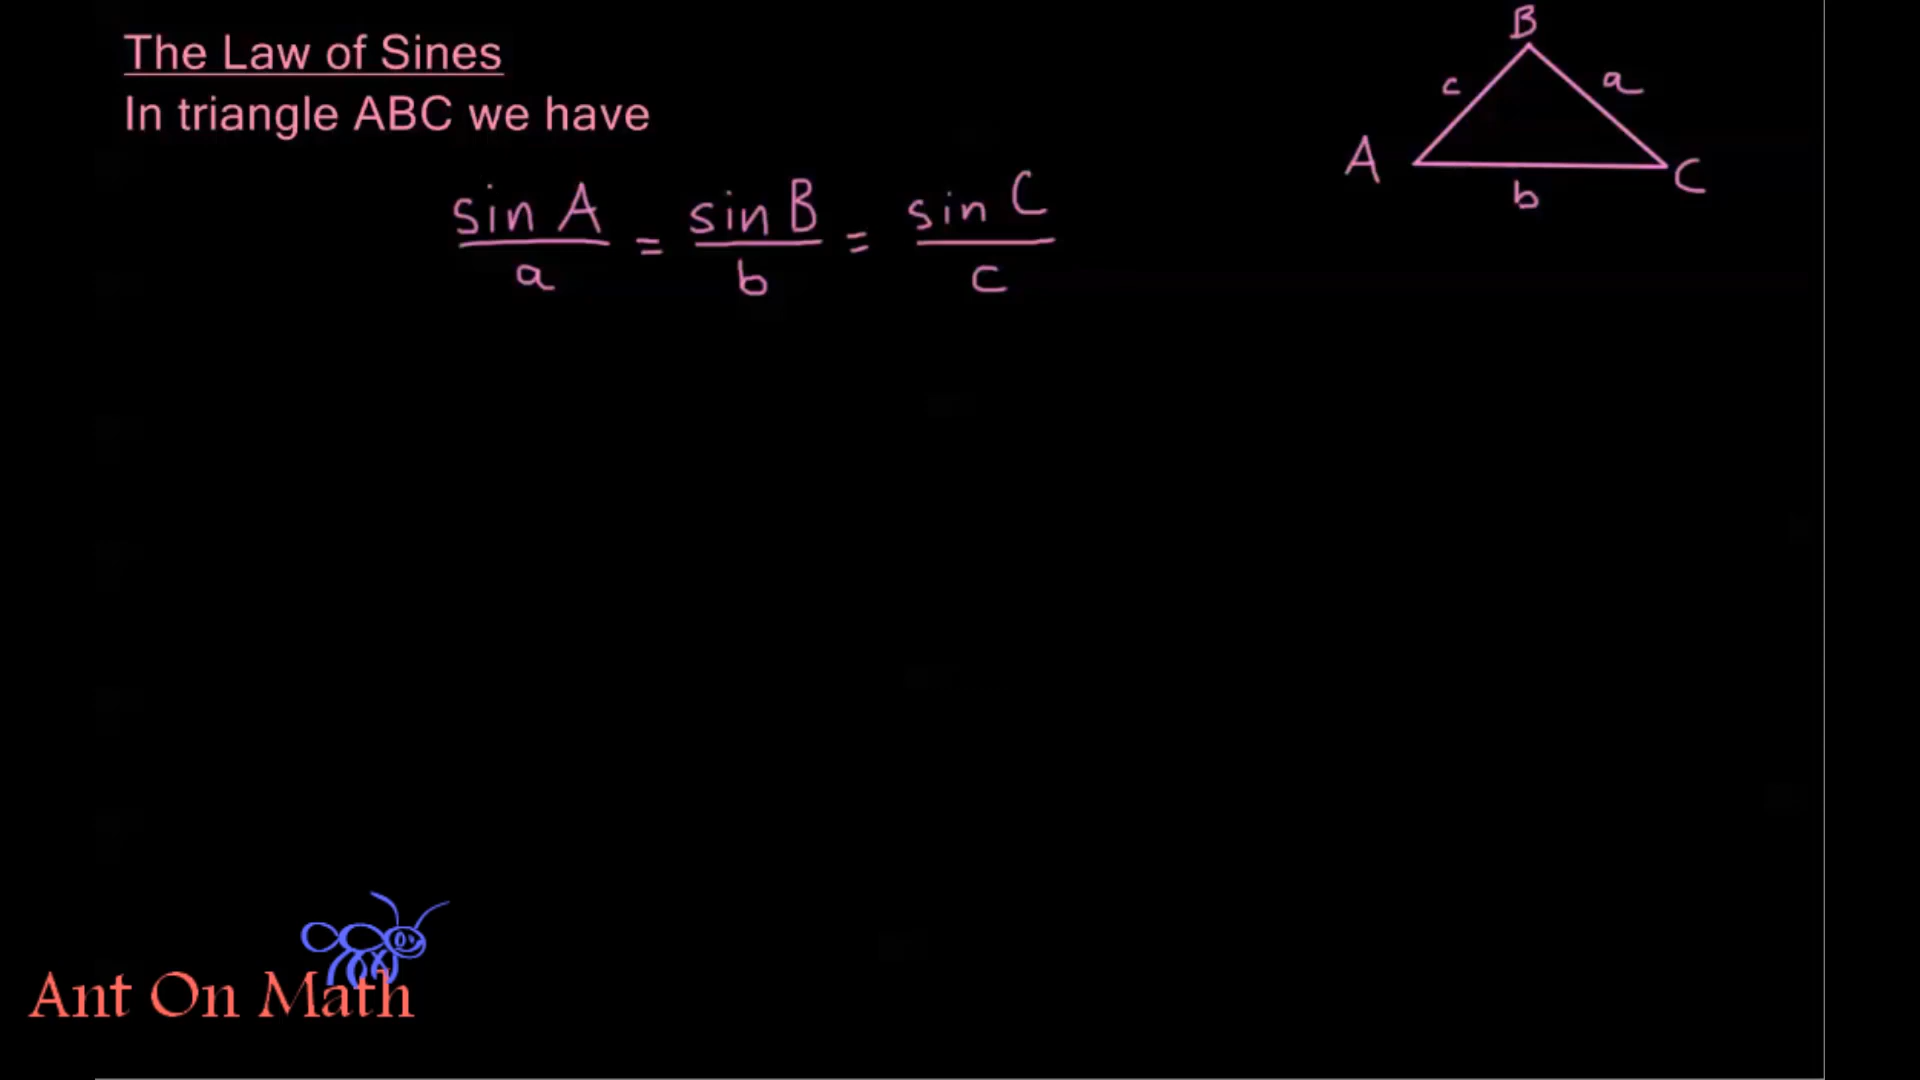 The Law of Sines
In triangle ABC we have
sin A / a = sin B / b = sin C / c
B
c
a
A
C
b
Ant On Math